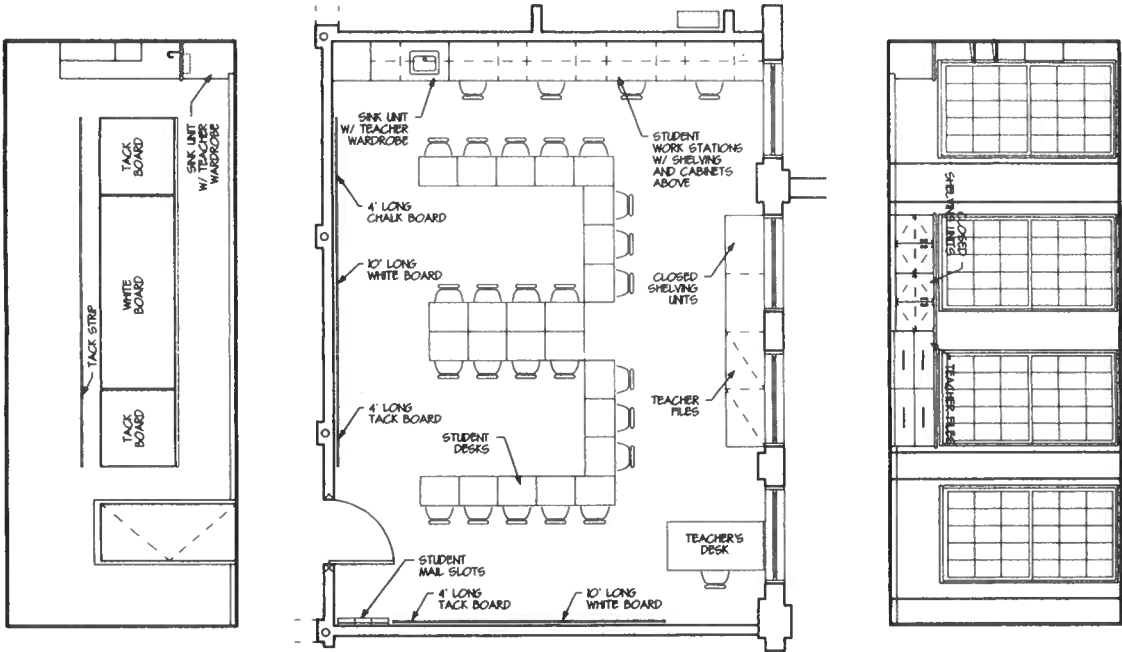 TACK
BOARD
WHITE
BOARD
TACK
BOARD
TACK STRIP
SINK UNIT
W/ TEACHER
WARDROBE
SINK UNIT
W/ TEACHER
WARDROBE
STUDENT
WORK STATIONS
W/ SHELVING
AND CABINETS
ABOVE
4' LONG
CHALK BOARD
10' LONG
WHITE BOARD
CLOSED
SHELVING
UNITS
TEACHER
FILES
4' LONG
TACK BOARD
STUDENT
DESKS
TEACHER'S
DESK
STUDENT
MAIL SLOTS
4' LONG
TACK BOARD
10' LONG
WHITE BOARD
CLOSED
SHELVING UNITS
TEACHER FILES